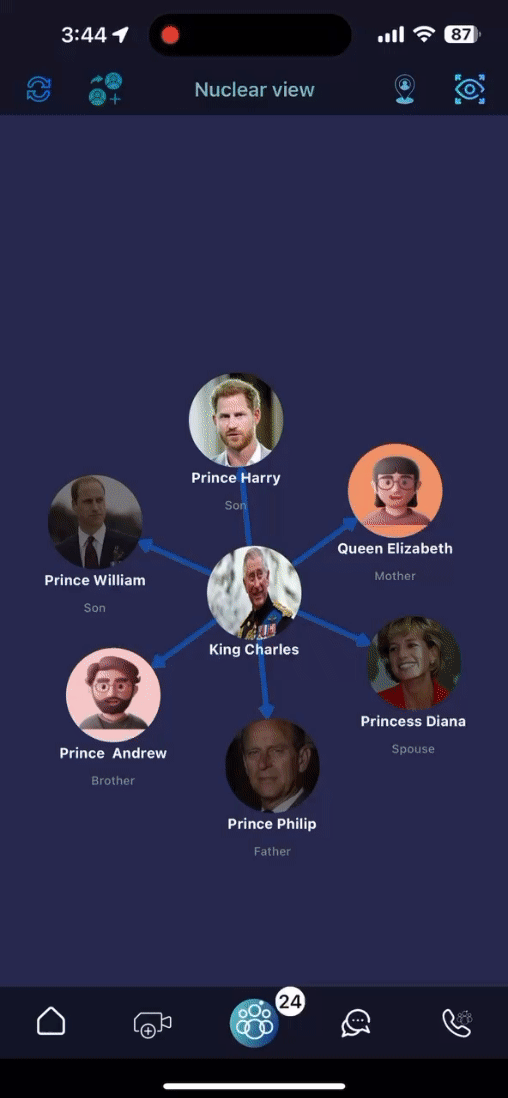 3:44
87
Nuclear view
Prince Harry
Son
Queen Elizabeth
Mother
Prince William
Son
King Charles
Princess Diana
Spouse
Prince  Andrew
Brother
Prince Philip
Father
24